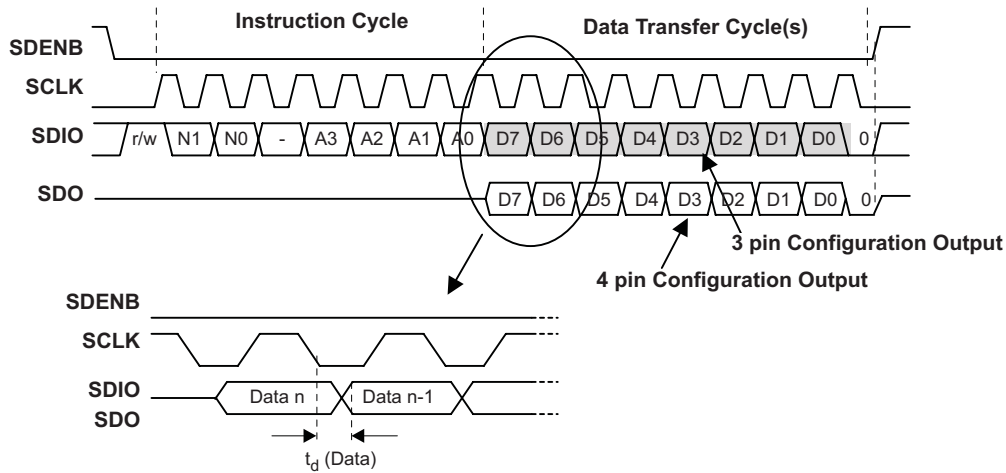 Instruction Cycle
Data Transfer Cycle(s)
SDENB
SCLK
SDIO r/w N1 N0 - A3 A2 A1 A0 D7 D6 D5 D4 D3 D2 D1 D0 0
SDO D7 D6 D5 D4 D3 D2 D1 D0 0
3 pin Configuration Output
4 pin Configuration Output
SDENB
SCLK
SDIO
SDO
Data n Data n-1
td (Data)